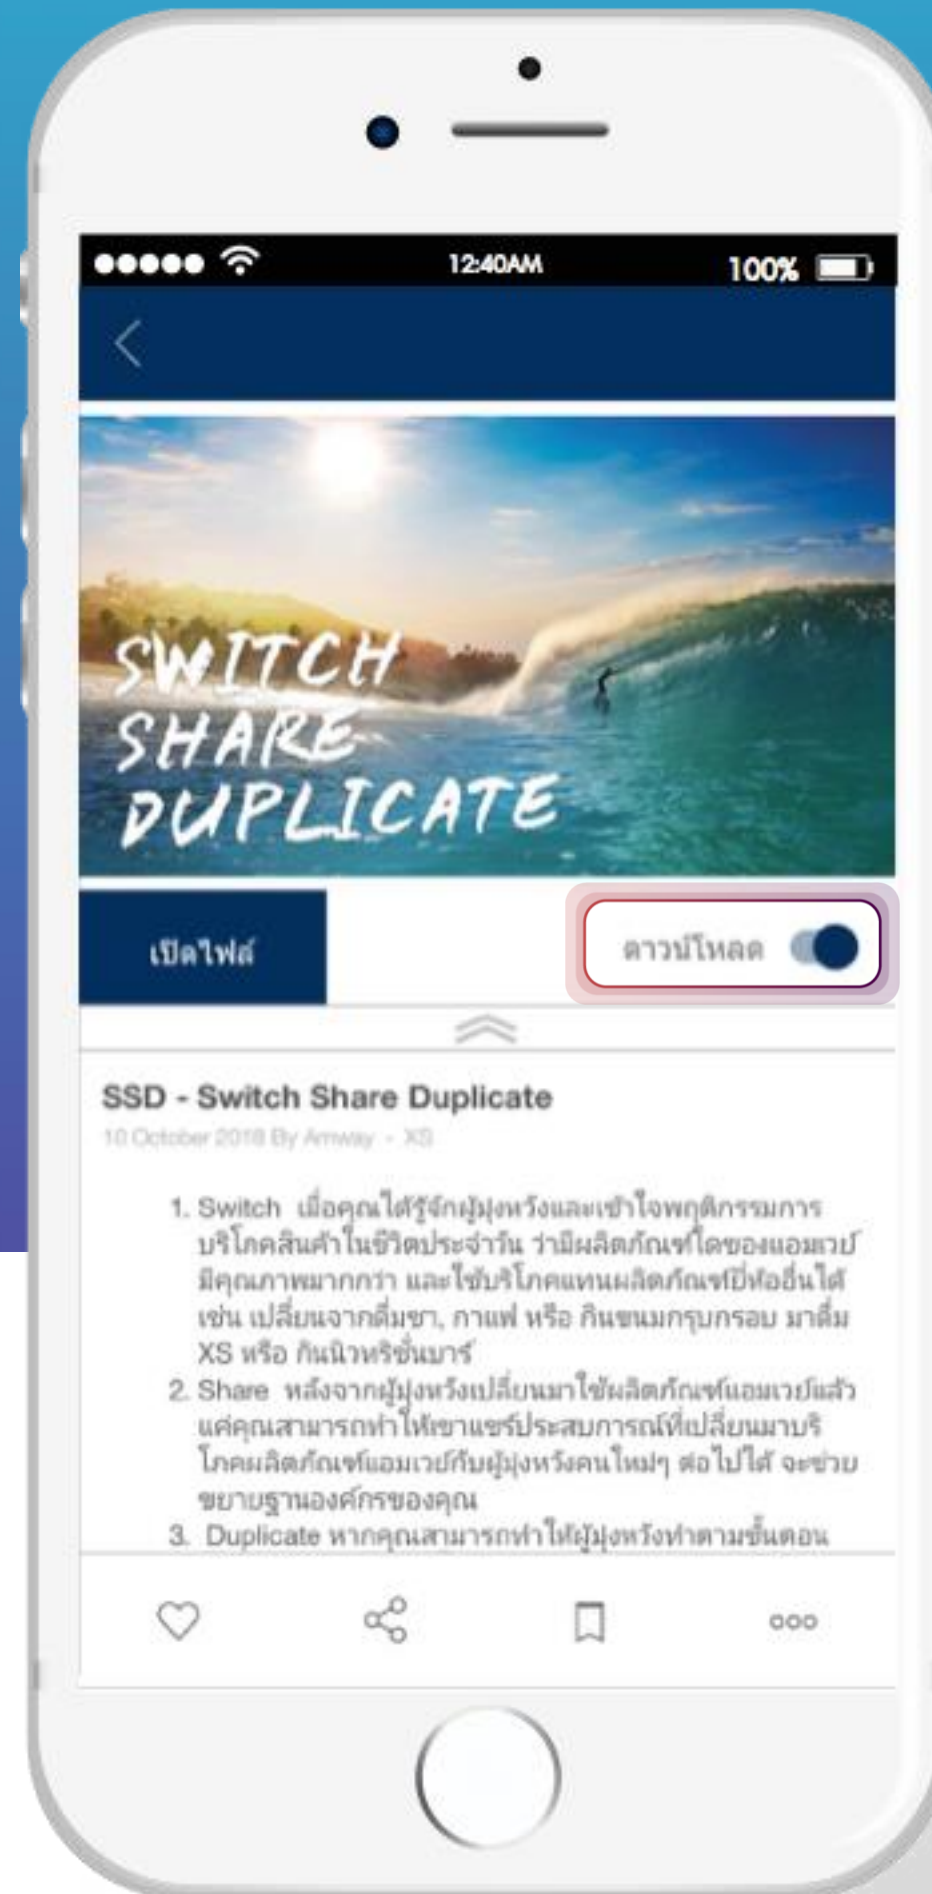 12:40AM
100%
SWITCH
SHARE
DUPLICATE
เปิดไฟล์
ดาวน์โหลด
SSD - Switch Share Duplicate
10 October 2018 By Amway - XS
1. Switch เมื่อคุณได้รู้จักผู้มุ่งหวังและเข้าใจพฤติกรรมการ
บริโภคสินค้าในชีวิตประจำวัน ว่ามีผลิตภัณฑ์ใดของแอมเวย์
มีคุณภาพมากกว่า และใช้บริโภคแทนผลิตภัณฑ์ยี่ห้ออื่นได้
เช่น เปลี่ยนจากดื่มชา, กาแฟ หรือ กินขนมกรุบกรอบ มาดื่ม
XS หรือ กินนิวทริชั่นบาร์
2. Share หลังจากผู้มุ่งหวังเปลี่ยนมาใช้ผลิตภัณฑ์แอมเวย์แล้ว
แค่คุณสามารถทำให้เขาแชร์ประสบการณ์ที่เปลี่ยนมาบริ
โภคผลิตภัณฑ์แอมเวย์กับผู้มุ่งหวังคนใหม่ๆ ต่อไปได้ จะช่วย
ขยายฐานองค์กรของคุณ
3. Duplicate หากคุณสามารถทำให้ผู้มุ่งหวังทำตามขั้นตอน